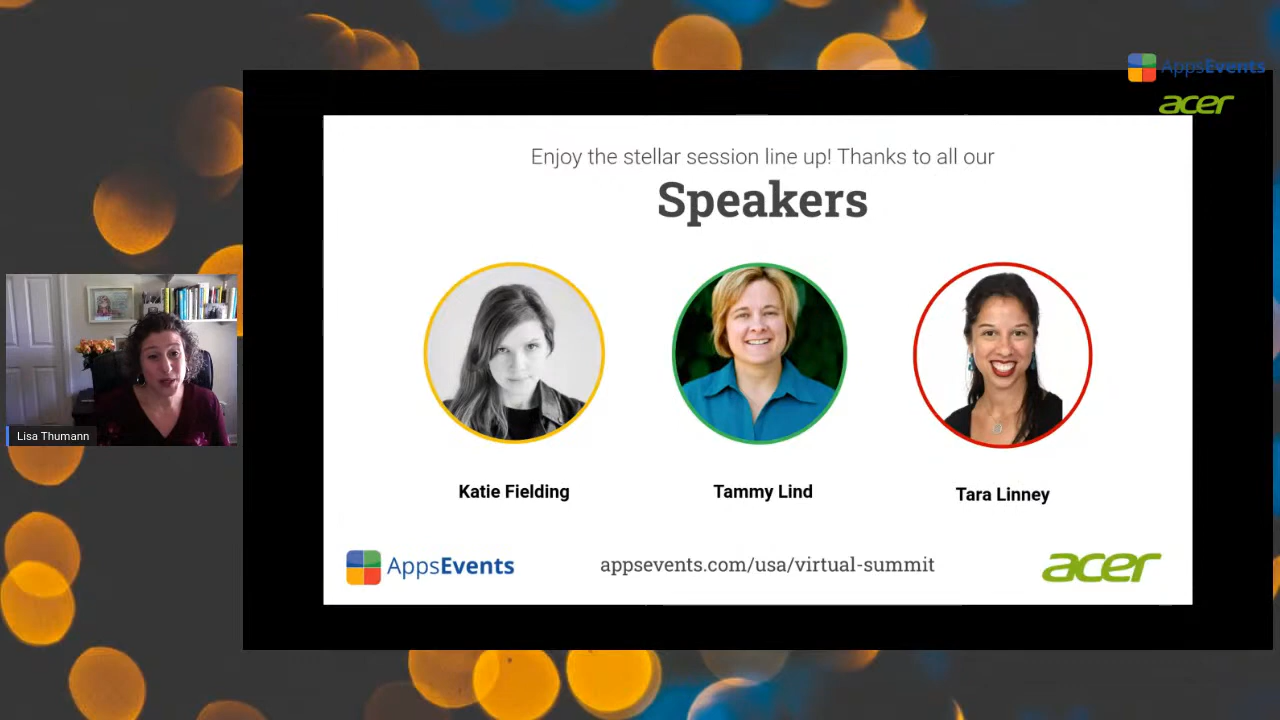 AppsEvents
acer
Enjoy the stellar session line up! Thanks to all our
Speakers
Lisa Thumann
Katie Fielding
Tammy Lind
Tara Linney
AppsEvents
appsevents.com/usa/virtual-summit
acer